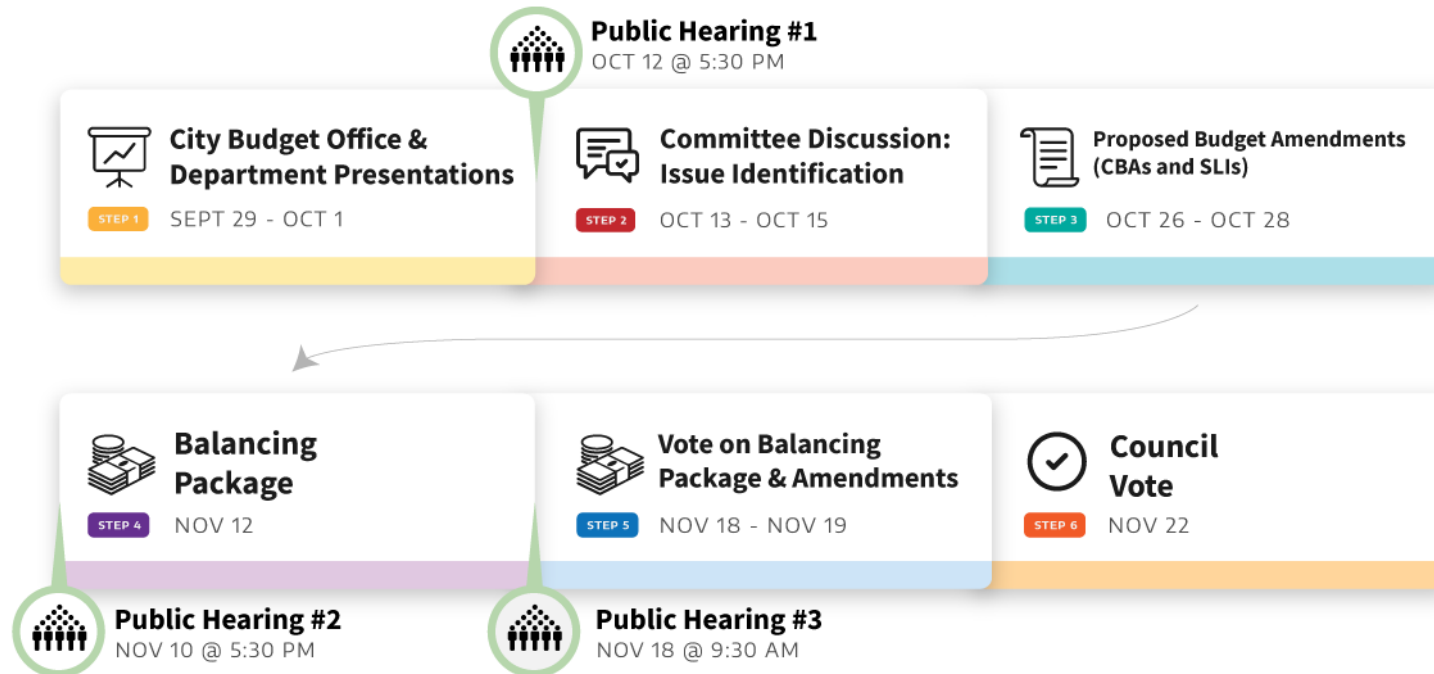 Public Hearing #1
OCT 12 @ 5:30 PM
City Budget Office &
Department Presentations
STEP 1
SEPT 29 - OCT 1
Committee Discussion:
Issue Identification
STEP 2
OCT 13 - OCT 15
Proposed Budget Amendments
(CBAs and SLIs)
STEP 3
OCT 26 - OCT 28
Balancing
Package
STEP 4
NOV 12
Vote on Balancing
Package & Amendments
STEP 5
NOV 18 - NOV 19
Council
Vote
STEP 6
NOV 22
Public Hearing #2
NOV 10 @ 5:30 PM
Public Hearing #3
NOV 18 @ 9:30 AM